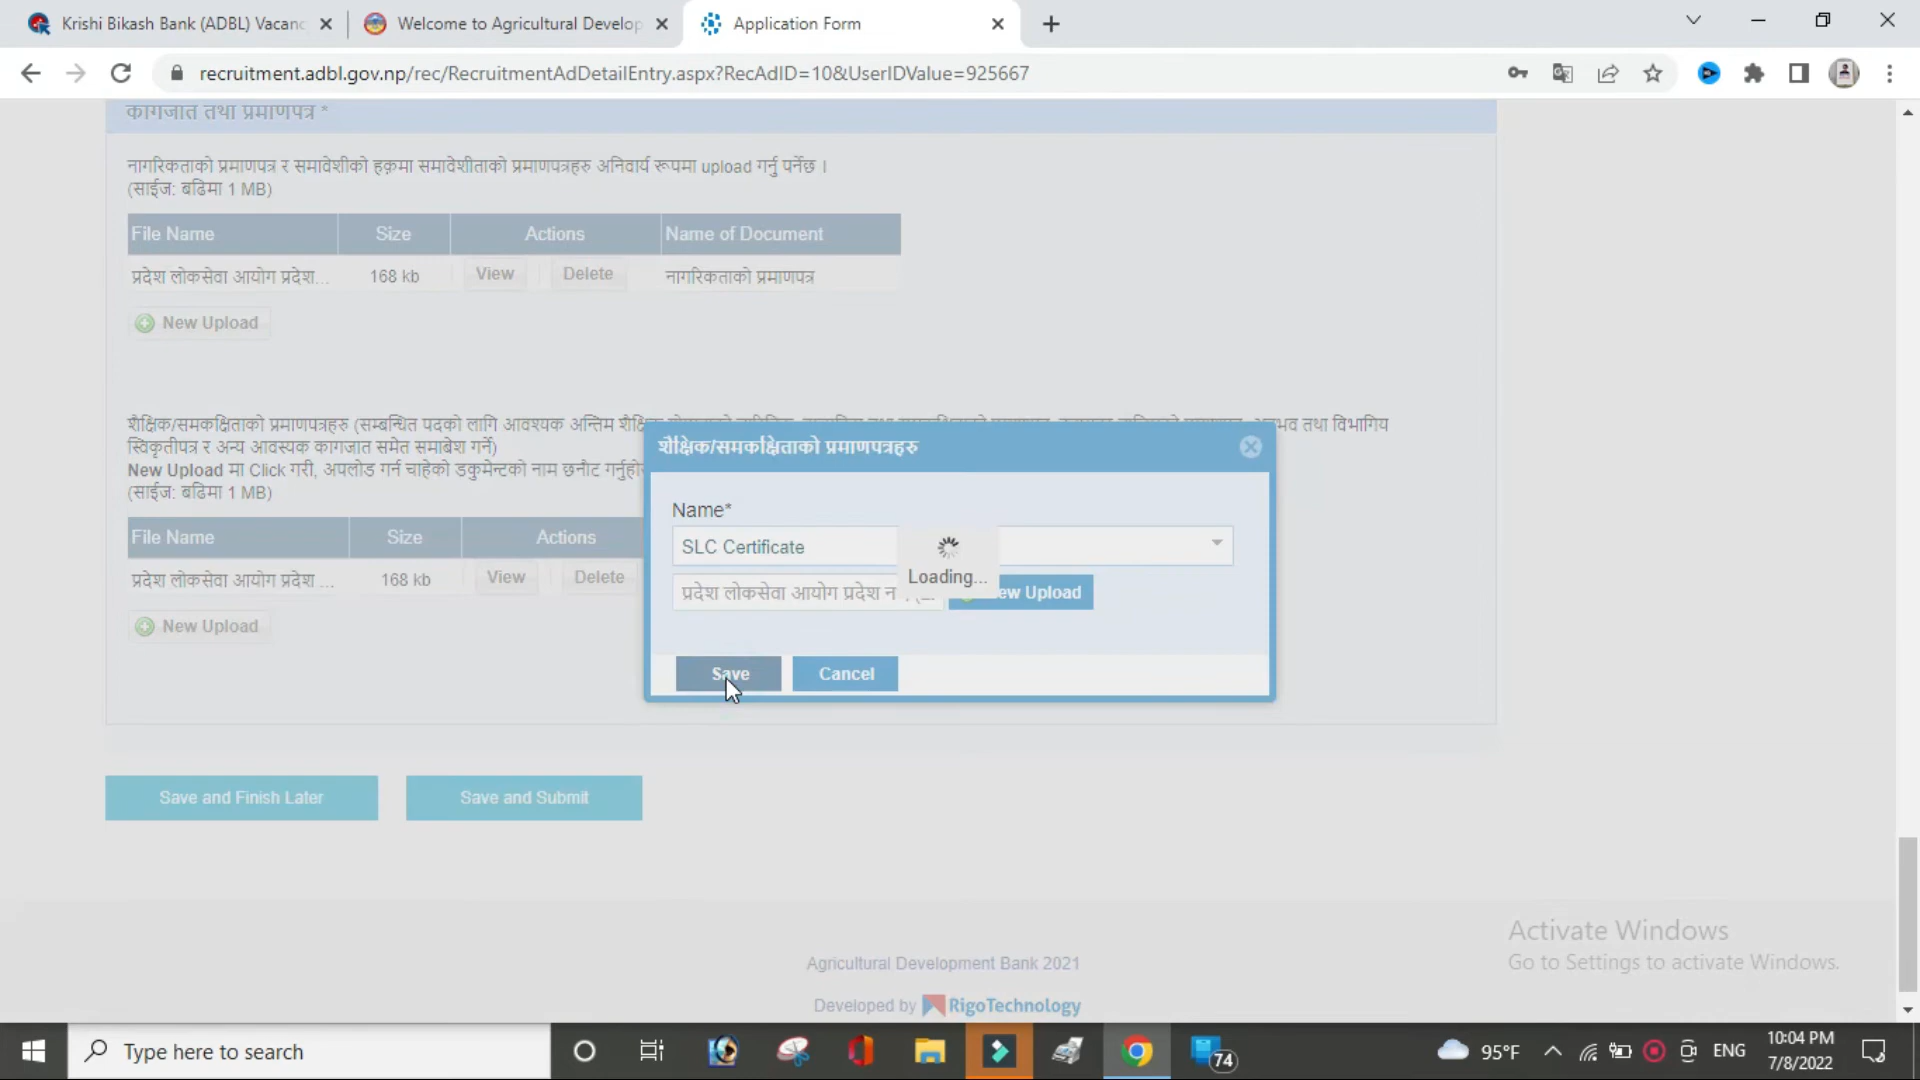 Krishi Bikash Bank (ADBL) Vacanc
Welcome to Agricultural Develop
Application Form
recruitment.adbl.gov.np/rec/RecruitmentAdDetailEntry.aspx?RecAdID=10&UserIDValue=925667
कागजात तथा प्रमाणपत्र *
नागरिकताको प्रमाणपत्र र समावेशीको हक़मा समावेशीताको प्रमाणपत्रहरु अनिवार्य रूपमा upload गर्नु पर्नेछ ।
(साईज: बढिमा 1 MB)
File Name Size Actions Name of Document
प्रदेश लोकसेवा आयोग प्रदेश... 168 kb View Delete नागरिकताको प्रमाणपत्र
New Upload
शैक्षिक/समकक्षिताको प्रमाणपत्रहरु (सम्बन्धित पदको लागि आवश्यक अन्तिम शैक्षिक
तथा विभागिय
स्विकृतीपत्र र अन्य आवस्यक कागजात समेत समाबेश गर्ने)
New Upload मा Click गरी, अपलोड गर्न चाहेको डकुमेन्टको नाम छनौट गर्नुहो
(साईज: बढिमा 1 MB)
File Name Size Actions
प्रदेश लोकसेवा आयोग प्रदेश ... 168 kb View Delete
New Upload
शैक्षिक/समकक्षिताको प्रमाणपत्रहरु
Name*
SLC Certificate
Loading...
प्रदेश लोकसेवा आयोग प्रदेश न
ew Upload
Save Cancel
Save and Finish Later Save and Submit
Activate Windows
Go to Settings to activate Windows.
Agricultural Development Bank 2021
Developed by RigoTechnology
Type here to search
74
95°F
ENG
10:04 PM
7/8/2022